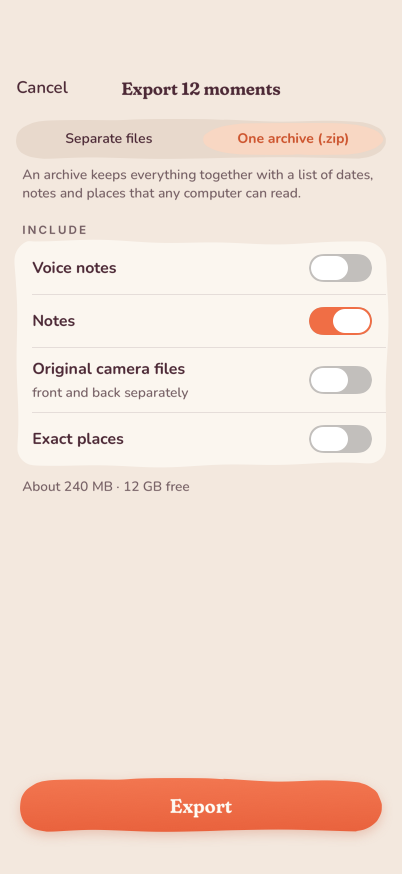 Cancel
Export 12 moments
Separate files
One archive (.zip)
An archive keeps everything together with a list of dates,
notes and places that any computer can read.
INCLUDE
Voice notes
Notes
Original camera files
front and back separately
Exact places
About 240 MB · 12 GB free
Export